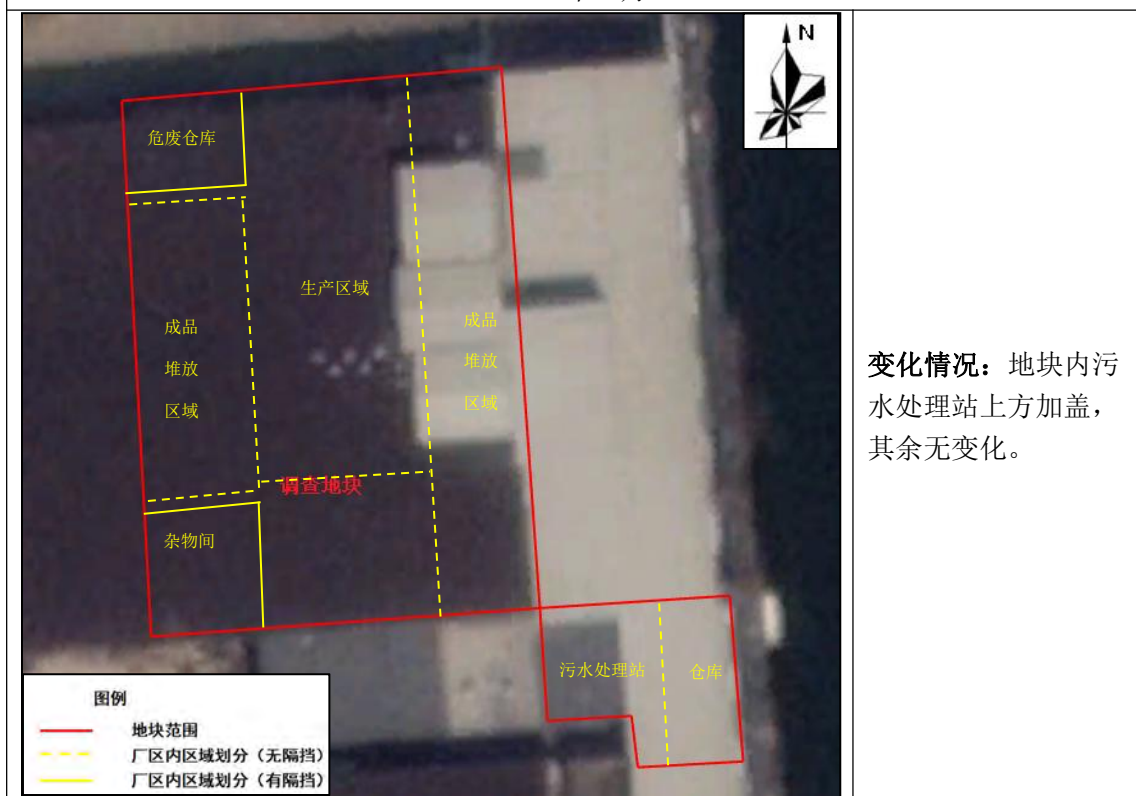 N
危废仓库
生产区域
成品
堆放
区域
成品
堆放
区域
调查地块
杂物间
污水处理站
仓库
图例
地块范围
厂区内区域划分（无隔挡）
厂区内区域划分（有隔挡）
变化情况：地块内污
水处理站上方加盖，
其余无变化。